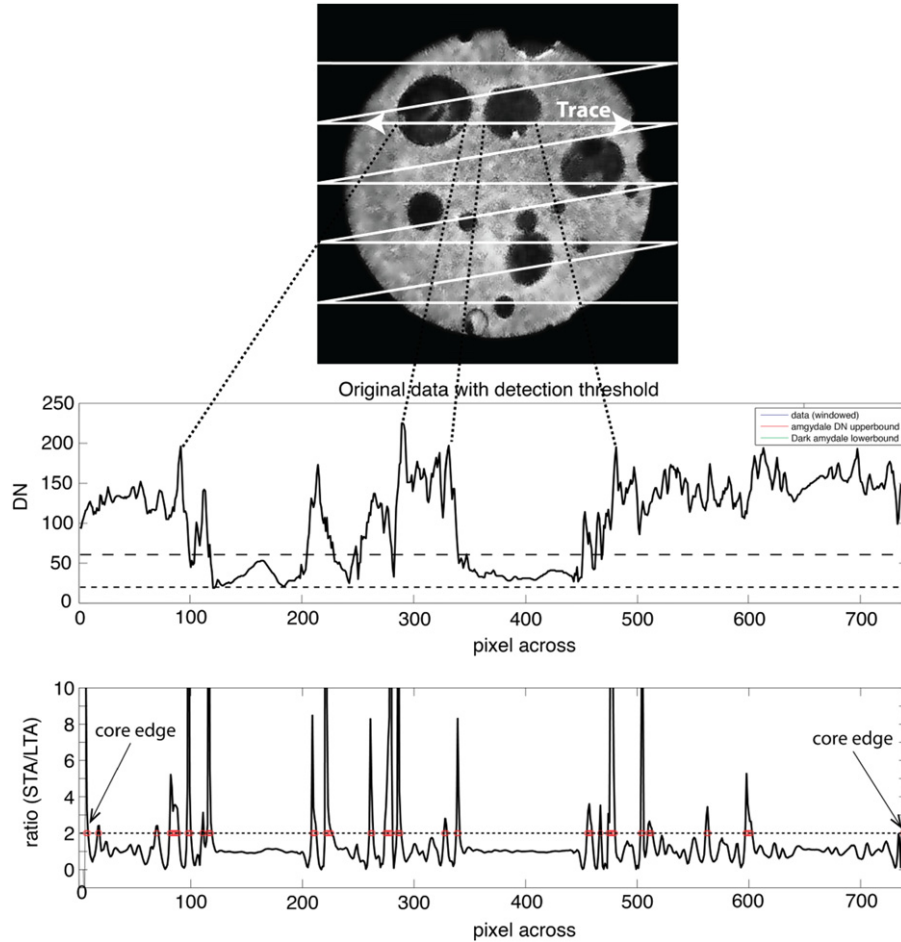 Trace
Original data with detection threshold
250
200
150
100
50
0
DN
data (windowed)
amgydale DN upperbound
Dark amydale lowerbound
0 100 200 300 400 500 600 700
pixel across
10
8
6
4
2
0
ratio (STA/LTA)
core edge
core edge
0 100 200 300 400 500 600 700
pixel across